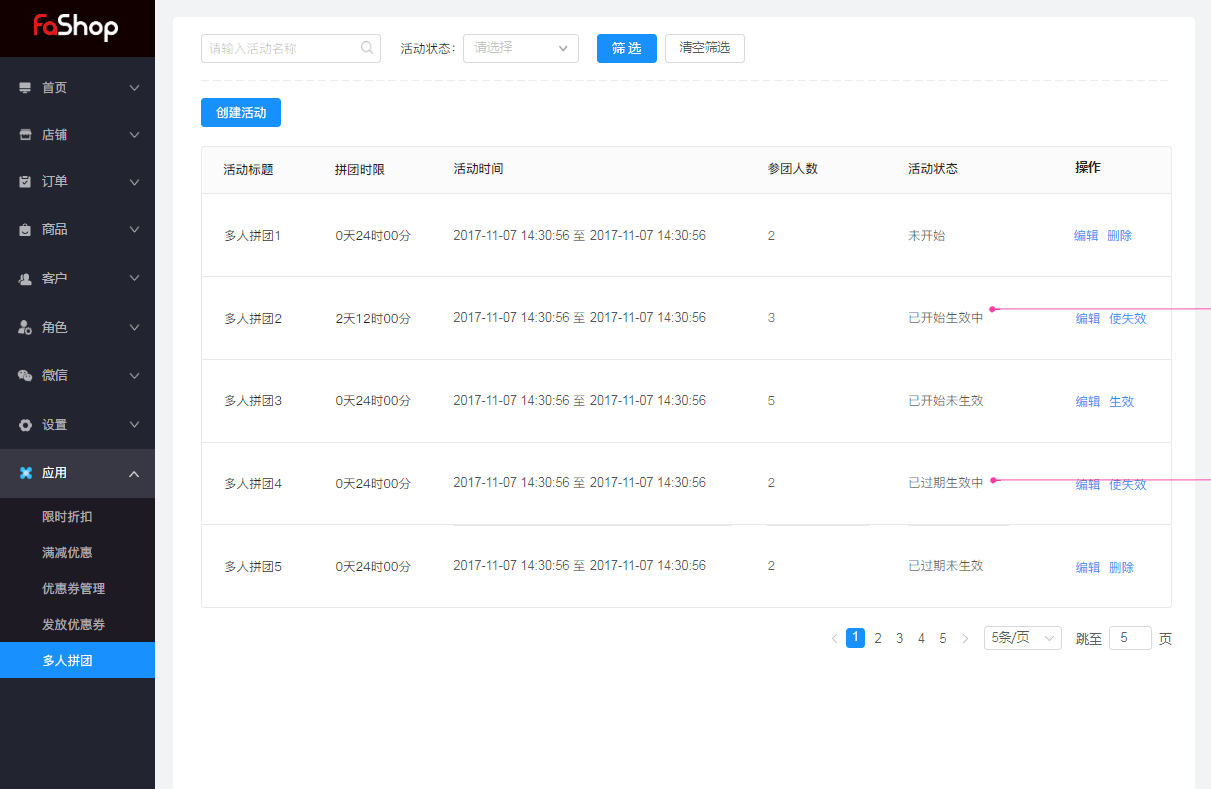 FaShop
首页
店铺
订单
商品
客户
角色
微信
设置
应用
限时折扣
满减优惠
优惠券管理
发放优惠券
多人拼团
请输入活动名称 活动状态: 请选择 筛 选 清空筛选
创建活动
活动标题 拼团时限 活动时间 参团人数 活动状态 操作
多人拼团1 0天24时00分 2017-11-07 14:30:56 至 2017-11-07 14:30:56 2 未开始 编辑 删除
多人拼团2 2天12时00分 2017-11-07 14:30:56 至 2017-11-07 14:30:56 3 已开始生效中 编辑 使失效
多人拼团3 0天24时00分 2017-11-07 14:30:56 至 2017-11-07 14:30:56 5 已开始未生效 编辑 生效
多人拼团4 0天24时00分 2017-11-07 14:30:56 至 2017-11-07 14:30:56 2 已过期生效中 编辑 使失效
多人拼团5 0天24时00分 2017-11-07 14:30:56 至 2017-11-07 14:30:56 2 已过期未生效 编辑 删除
1 2 3 4 5 5条/页 跳至 5 页